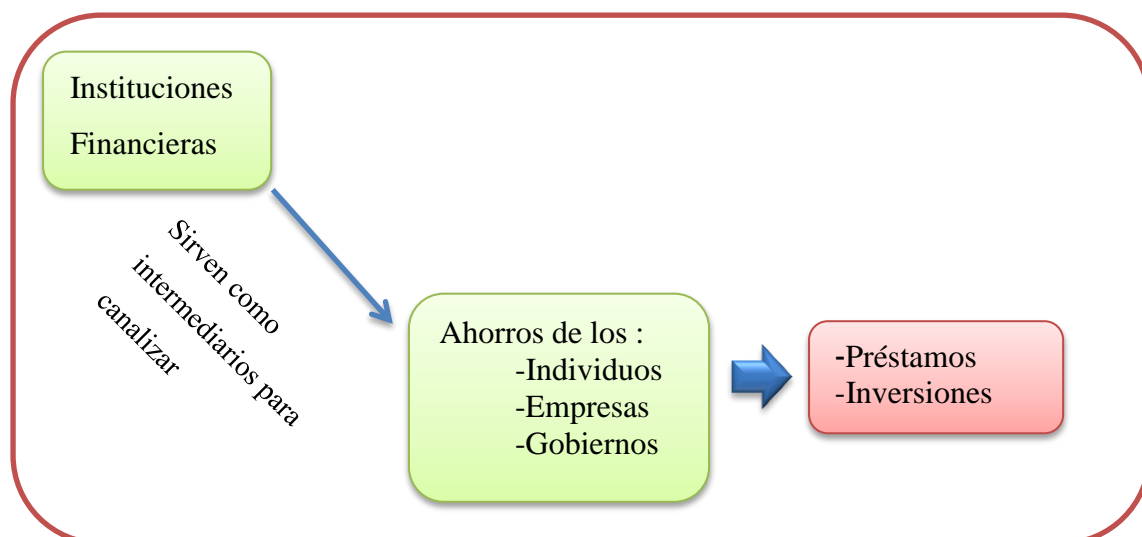 Instituciones
Financieras
Sirven como
intermediarios para
canalizar
Ahorros de los :
-Individuos
-Empresas
-Gobiernos
-Préstamos
-Inversiones